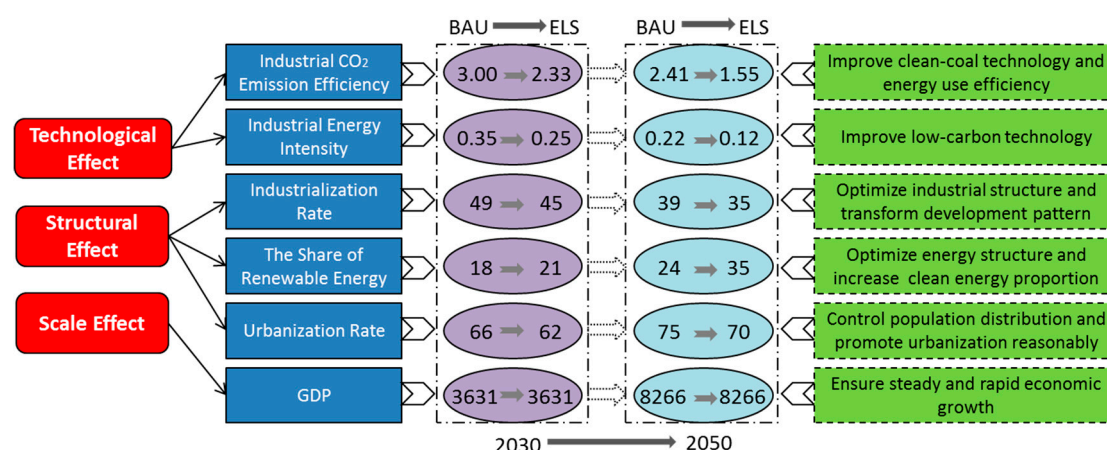 BAU ELS BAU ELS
Industrial CO₂
Emission Efficiency
3.00 2.33
2.41 1.55
Improve clean-coal technology and
energy use efficiency
Technological
Effect
Industrial Energy
Intensity
0.35 0.25
0.22 0.12
Improve low-carbon technology
Industrialization
Rate
49 45
39 35
Optimize industrial structure and
transform development pattern
Structural
Effect
The Share of
Renewable Energy
18 21
24 35
Optimize energy structure and
increase clean energy proportion
Scale Effect
Urbanization Rate
66 62
75 70
Control population distribution and
promote urbanization reasonably
GDP
3631 3631
8266 8266
Ensure steady and rapid economic
growth
2030 2050